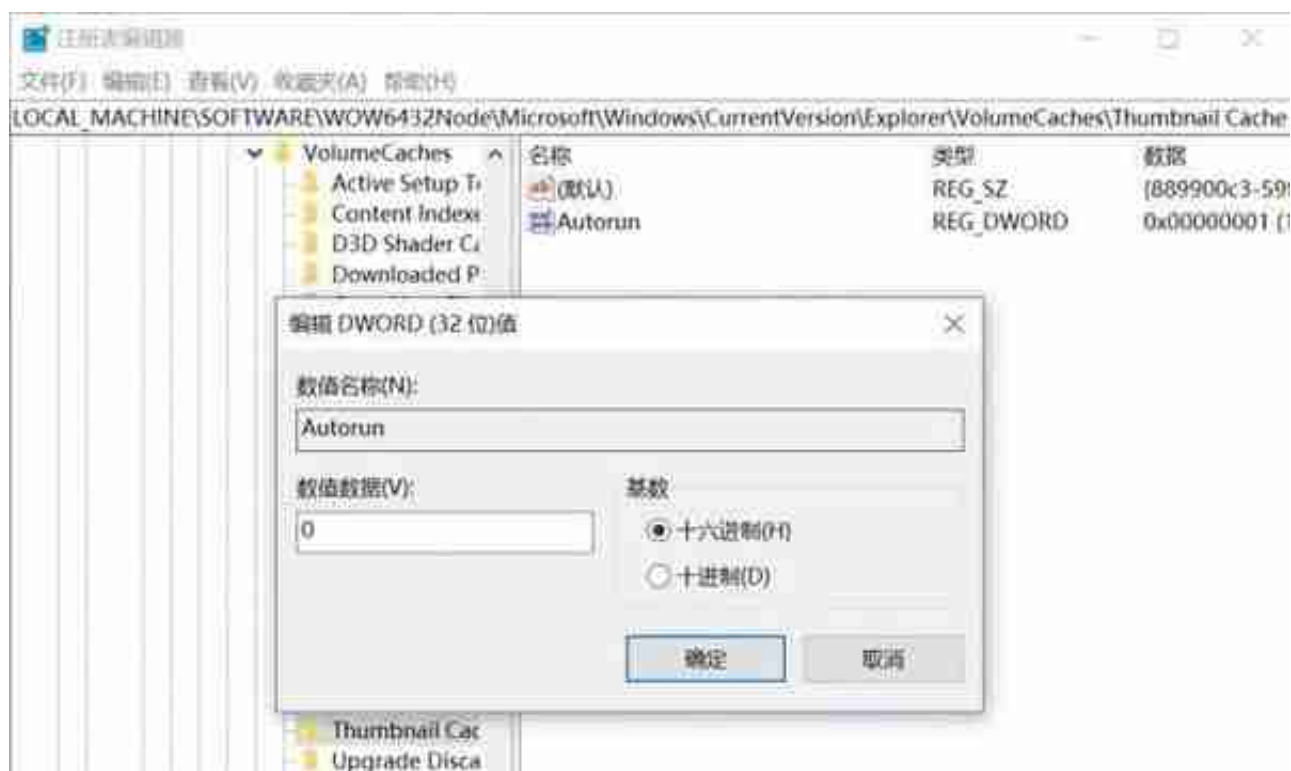 注册表编辑器
文件(F) 编辑(E) 查看(V) 收藏夹(A) 帮助(H)
LOCAL_MACHINE\SOFTWARE\WOW6432Node\Microsoft\Windows\CurrentVersion\Explorer\VolumeCaches\Thumbnail Cache
VolumeCaches
Active Setup T
Content Indexe
D3D Shader Ca
Downloaded P
名称 类型 数据
(默认) REG_SZ {889900c3-59
Autorun REG_DWORD 0x00000001 (1
编辑 DWORD (32 位)值
数值名称(N):
Autorun
数值数据(V):
0
基数
十六进制(H)
十进制(D)
确定 取消
Thumbnail Cac
Upgrade Disca